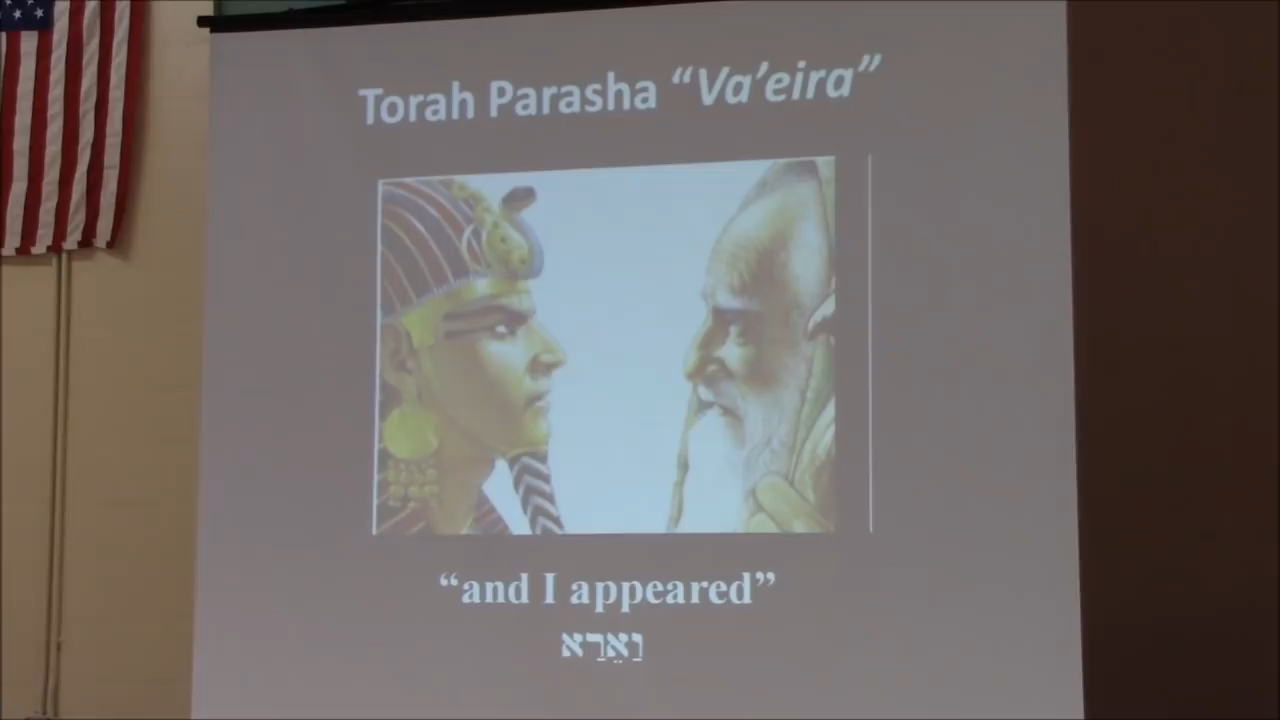 Torah Parasha “Va’eira”
“and I appeared”
וַאֵרַא